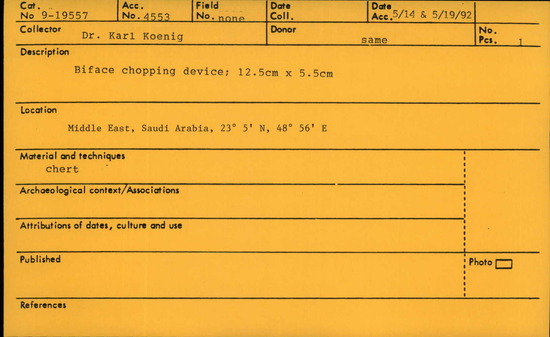 Cat. No 9-19557 Acc. No. 4553 Field No. none Date Coll. Date Acc. 5/14 & 5/19/92
Collector Dr. Karl Koenig Donor same No. Pcs. 1
Description
Biface chopping device; 12.5cm x 5.5cm
Location
Middle East, Saudi Arabia, 23° 5' N, 48° 56' E
Material and techniques
chert
Archaeological context/Associations
Attributions of dates, culture and use
Published Photo
References